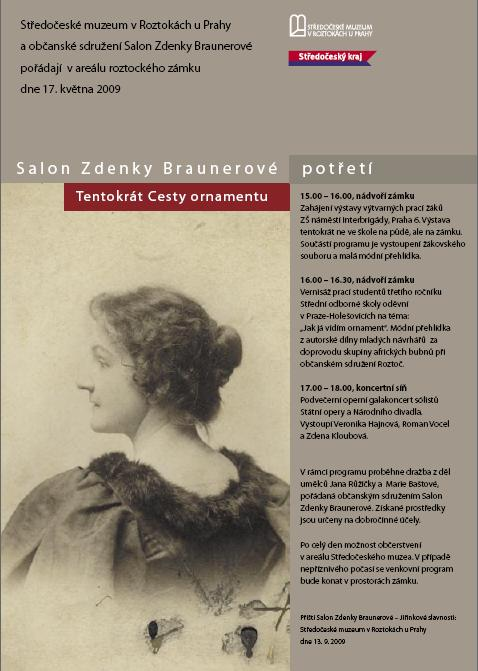 Středočeské muzeum v Roztokách u Prahy
a občanské sdružení Salon Zdenky Braunerové
pořádají v areálu roztockého zámku
dne 17. května 2009
STŘEDOČESKÉ MUZEUM
V ROZTOKÁCH U PRAHY
Středočeský kraj
Salon Zdenky Braunerové potřetí
Tentokrát Cesty ornamentu
15.00 – 16.00, nádvoří zámku
Zahájení výstavy výtvarných prací žáků
ZŠ náměstí Interbrigády, Praha 6. Výstava
tentokrát ne ve škole na půdě, ale na zámku.
Součástí programu je vystoupení žákovského
souboru a malá módní přehlídka.
16.00 – 16.30, nádvoří zámku
Vernisáž prací studentů třetího ročníku
Střední odborné školy oděvní
v Praze-Holešovicích na téma:
„Jak já vidím ornament“. Módní přehlídka
z autorské dílny mladých návrhářů za
doprovodu skupiny afrických bubnů při
občanském sdružení Roztoč.
17.00 – 18.00, koncertní síň
Podvečerní operní galakoncert sólistů
Státní opery a Národního divadla.
Vystoupí Veronika Hajnová, Roman Vocel
a Zdena Kloubová.
V rámci programu proběhne dražba z děl
umělců Jana Růžičky a Marie Baštové,
pořádaná občanským sdružením Salon
Zdenky Braunerové. Získané prostředky
jsou určeny na dobročinné účely.
Po celý den možnost občerstvení
v areálu Středočeského muzea. V případě
nepříznivého počasí se venkovní program
bude konat v prostorách zámku.
Příští Salon Zdenky Braunerové – Jiřinkové slavnosti:
Středočeské muzeum v Roztokách u Prahy
dne 13. 9. 2009